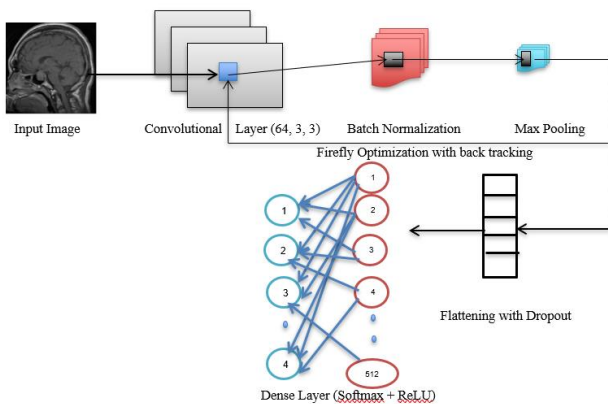 Input Image
Convolutional Layer (64, 3, 3)
Batch Normalization
Max Pooling
Firefly Optimization with back tracking
1
2
3
4
512
1
2
3
4
Flattening with Dropout
Dense Layer (Softmax + ReLU)